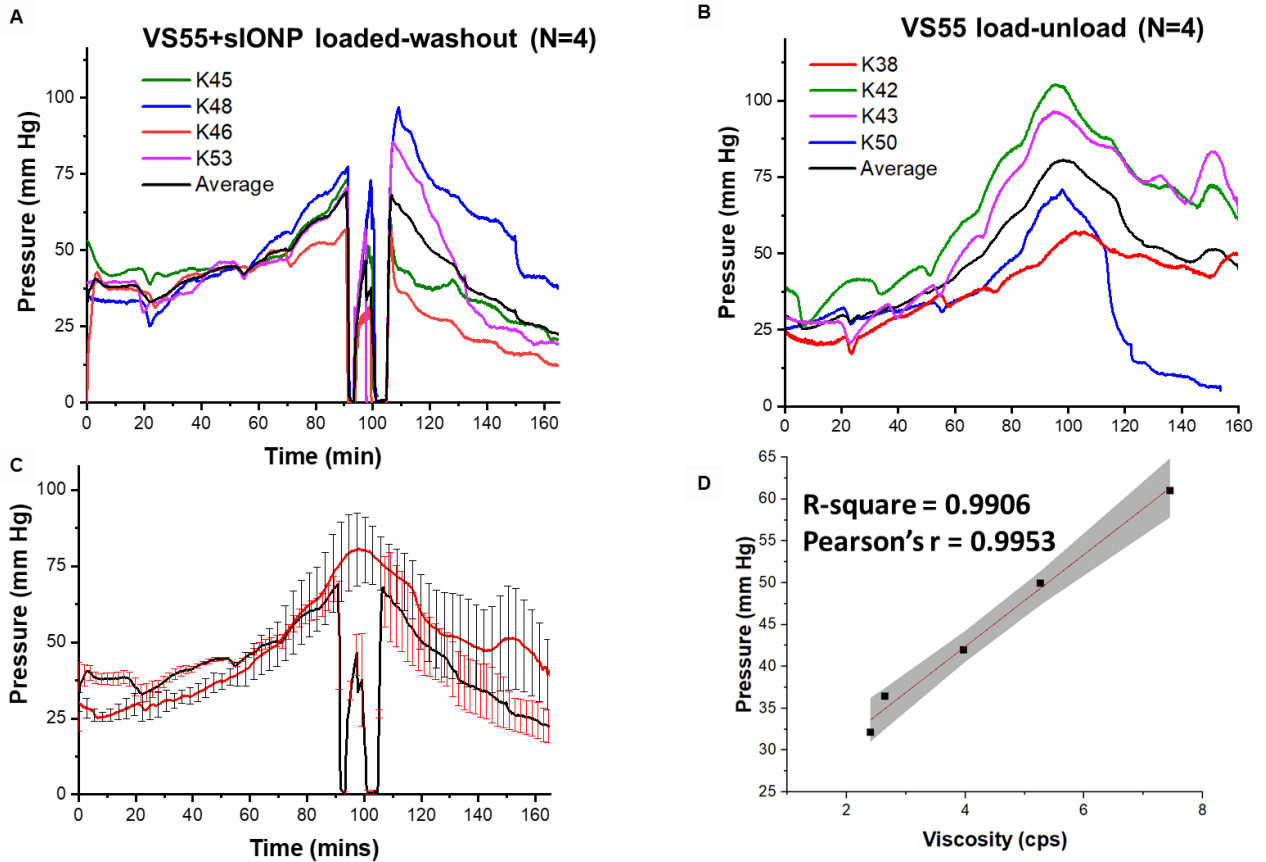 A
VS55+sIONP loaded-washout (N=4)
K45
K48
K46
K53
Average
100
75
50
25
0
Pressure (mm Hg)
0 20 40 60 80 100 120 140 160
Time (min)
B
VS55 load-unload (N=4)
K38
K42
K43
K50
Average
100
75
50
25
0
Pressure (mm Hg)
0 20 40 60 80 100 120 140 160
C
100
75
50
25
0
Pressure (mm Hg)
0 20 40 60 80 100 120 140 160
Time (mins)
D
R-square = 0.9906
Pearson's r = 0.9953
65
60
55
50
45
40
35
30
25
Pressure (mm Hg)
2 4 6 8
Viscosity (cps)